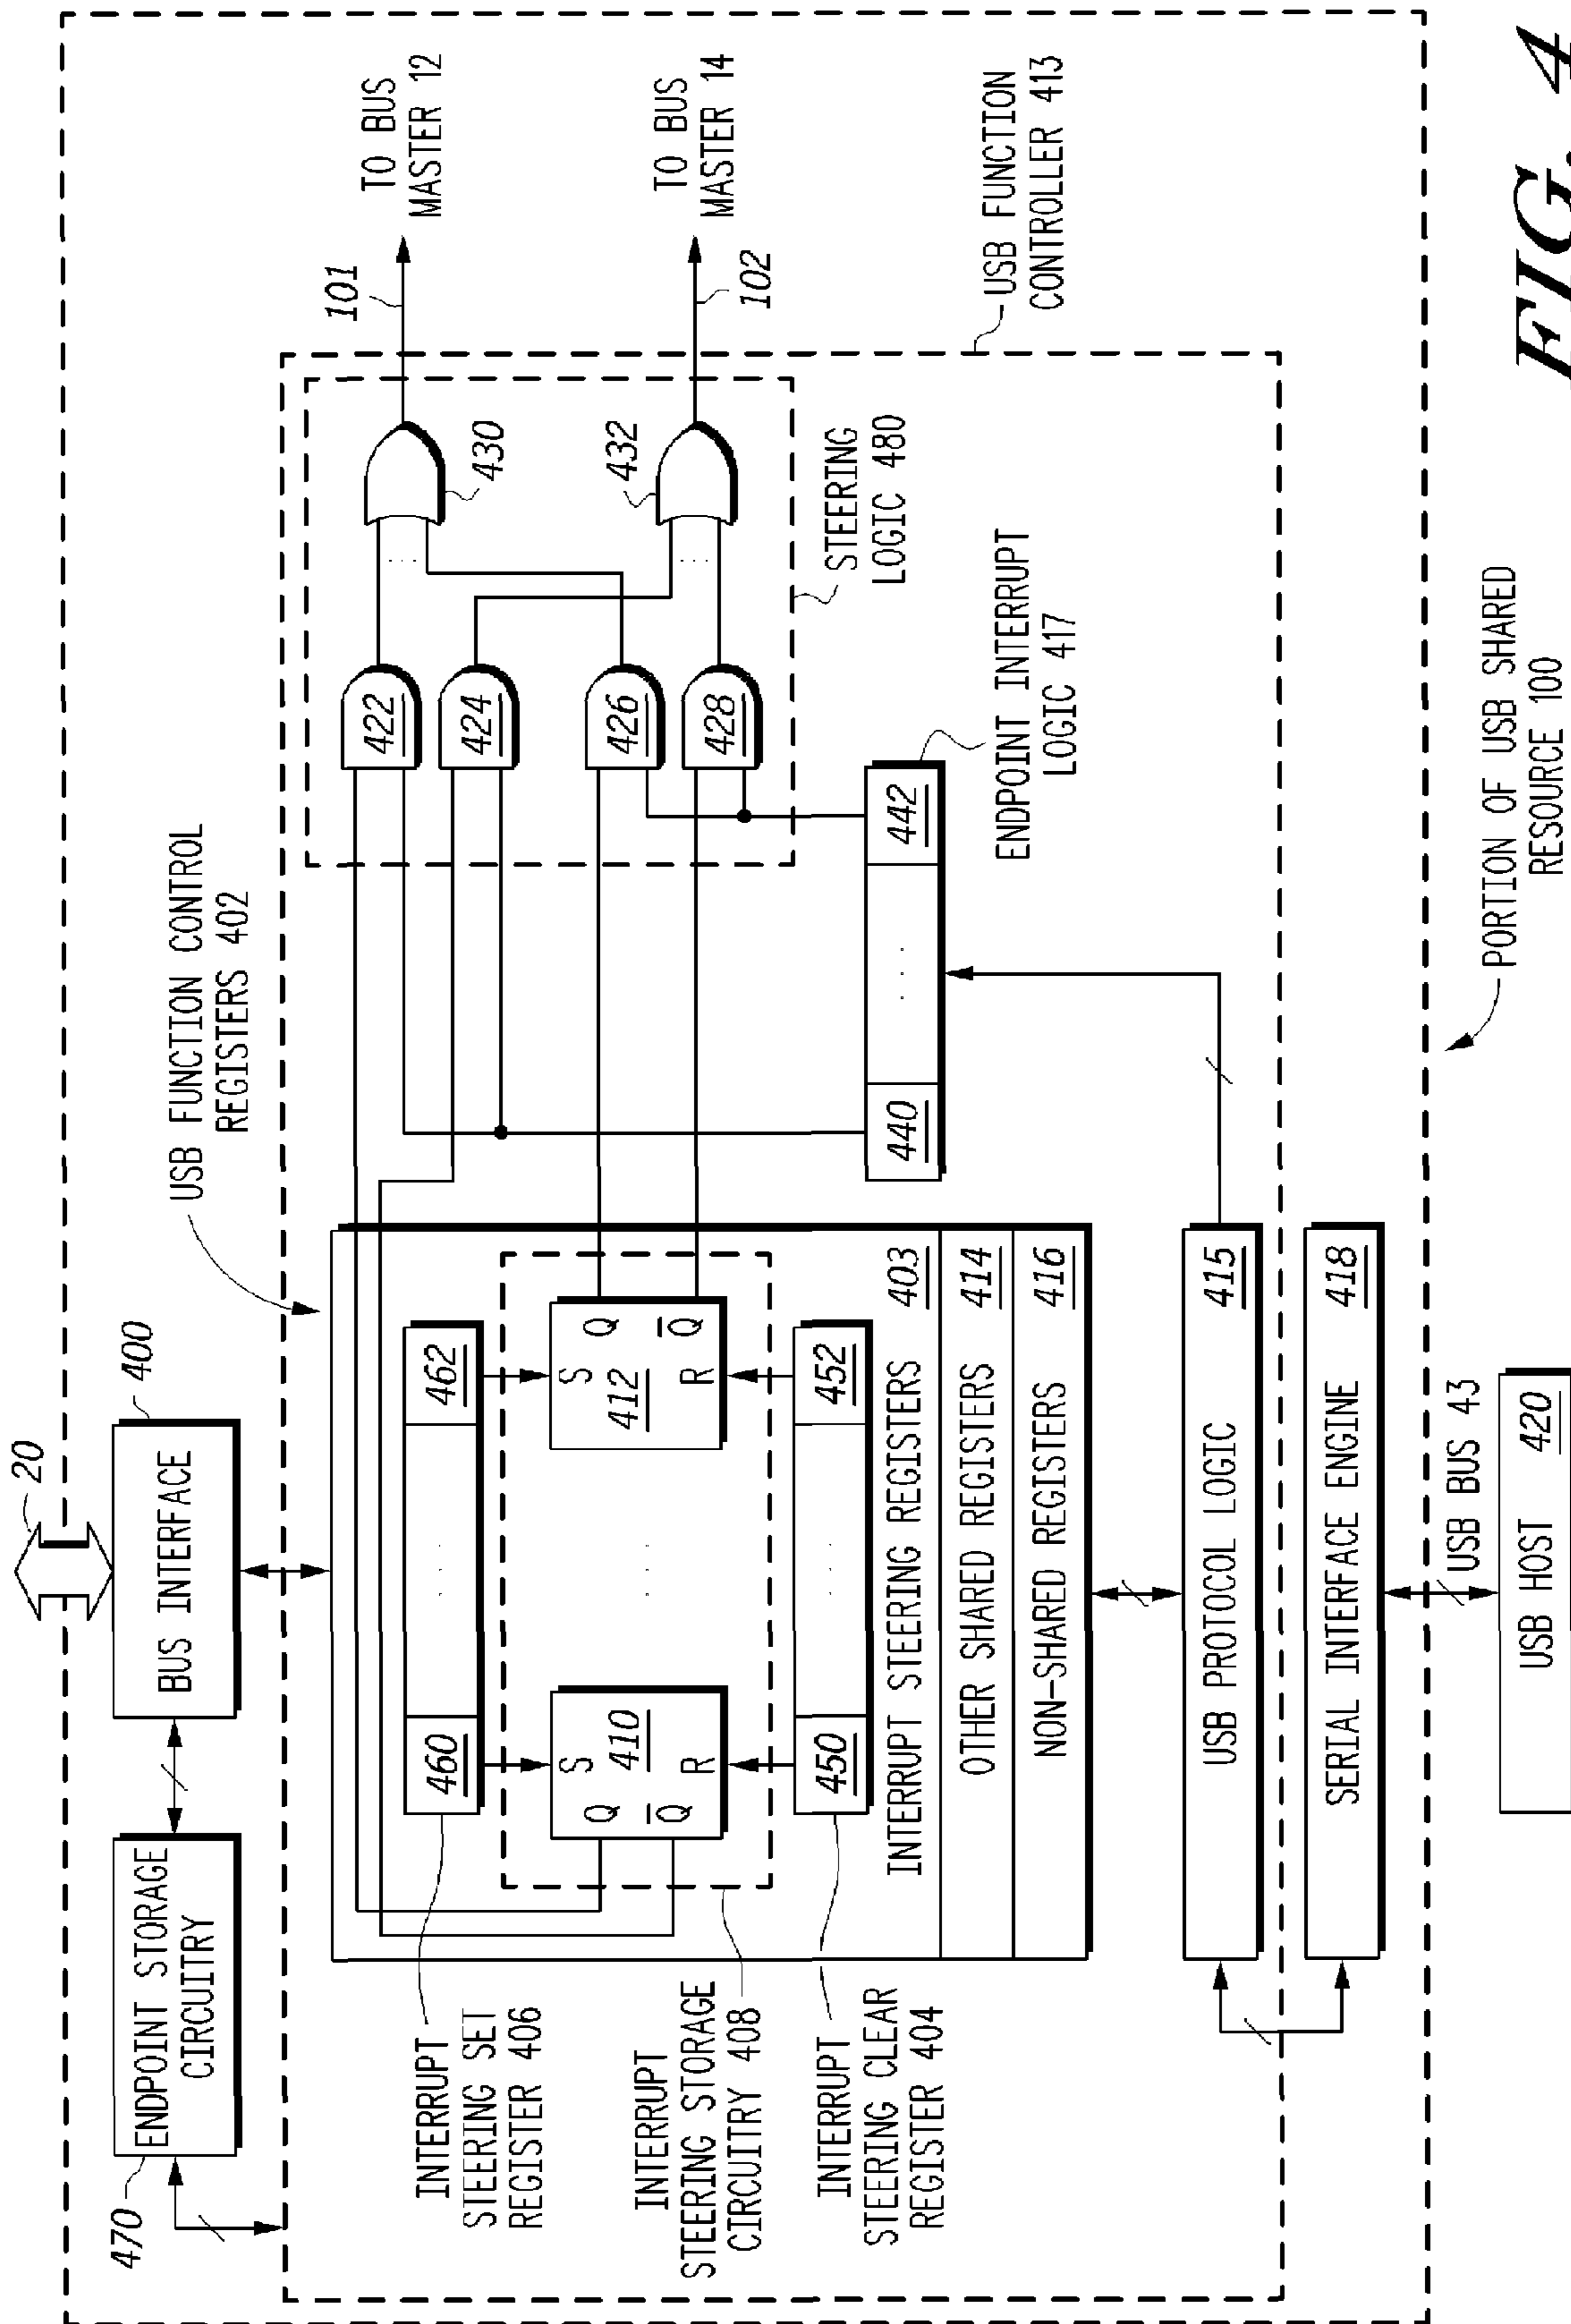 20
400
BUS INTERFACE
470
ENDPOINT STORAGE
CIRCUITRY
USB FUNCTION CONTROL
REGISTERS 402
INTERRUPT
STEERING SET
REGISTER 406
460
...
462
INTERRUPT
STEERING STORAGE
CIRCUITRY 408
S
Q
410
Q
R
...
S
Q
412
Q
R
INTERRUPT
STEERING CLEAR
REGISTER 404
450
...
452
INTERRUPT STEERING REGISTERS 403
OTHER SHARED REGISTERS 414
NON-SHARED REGISTERS 416
422
424
426
428
...
430
...
432
STEERING
LOGIC 480
101
TO BUS
MASTER 12
102
TO BUS
MASTER 14
440
...
442
ENDPOINT INTERRUPT
LOGIC 417
USB FUNCTION
CONTROLLER 413
USB PROTOCOL LOGIC 415
SERIAL INTERFACE ENGINE 418
USB BUS 43
USB HOST 420
PORTION OF USB SHARED
RESOURCE 100
FIG. 4